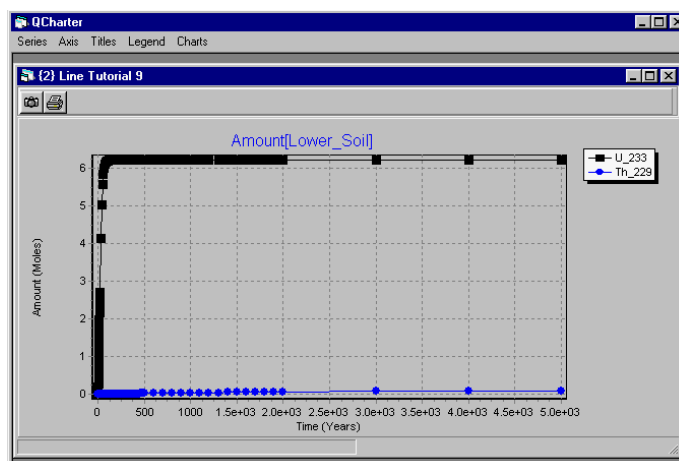 QCharter
Series Axis Titles Legend Charts
{2} Line Tutorial 9
Amount[Lower_Soil]
U_233
Th_229
Amount (Moles)
6
5
4
3
2
1
0
0 500 1000 1.5e+03 2.0e+03 2.5e+03 3.0e+03 3.5e+03 4.0e+03 4.5e+03 5.0e+03
Time (Years)